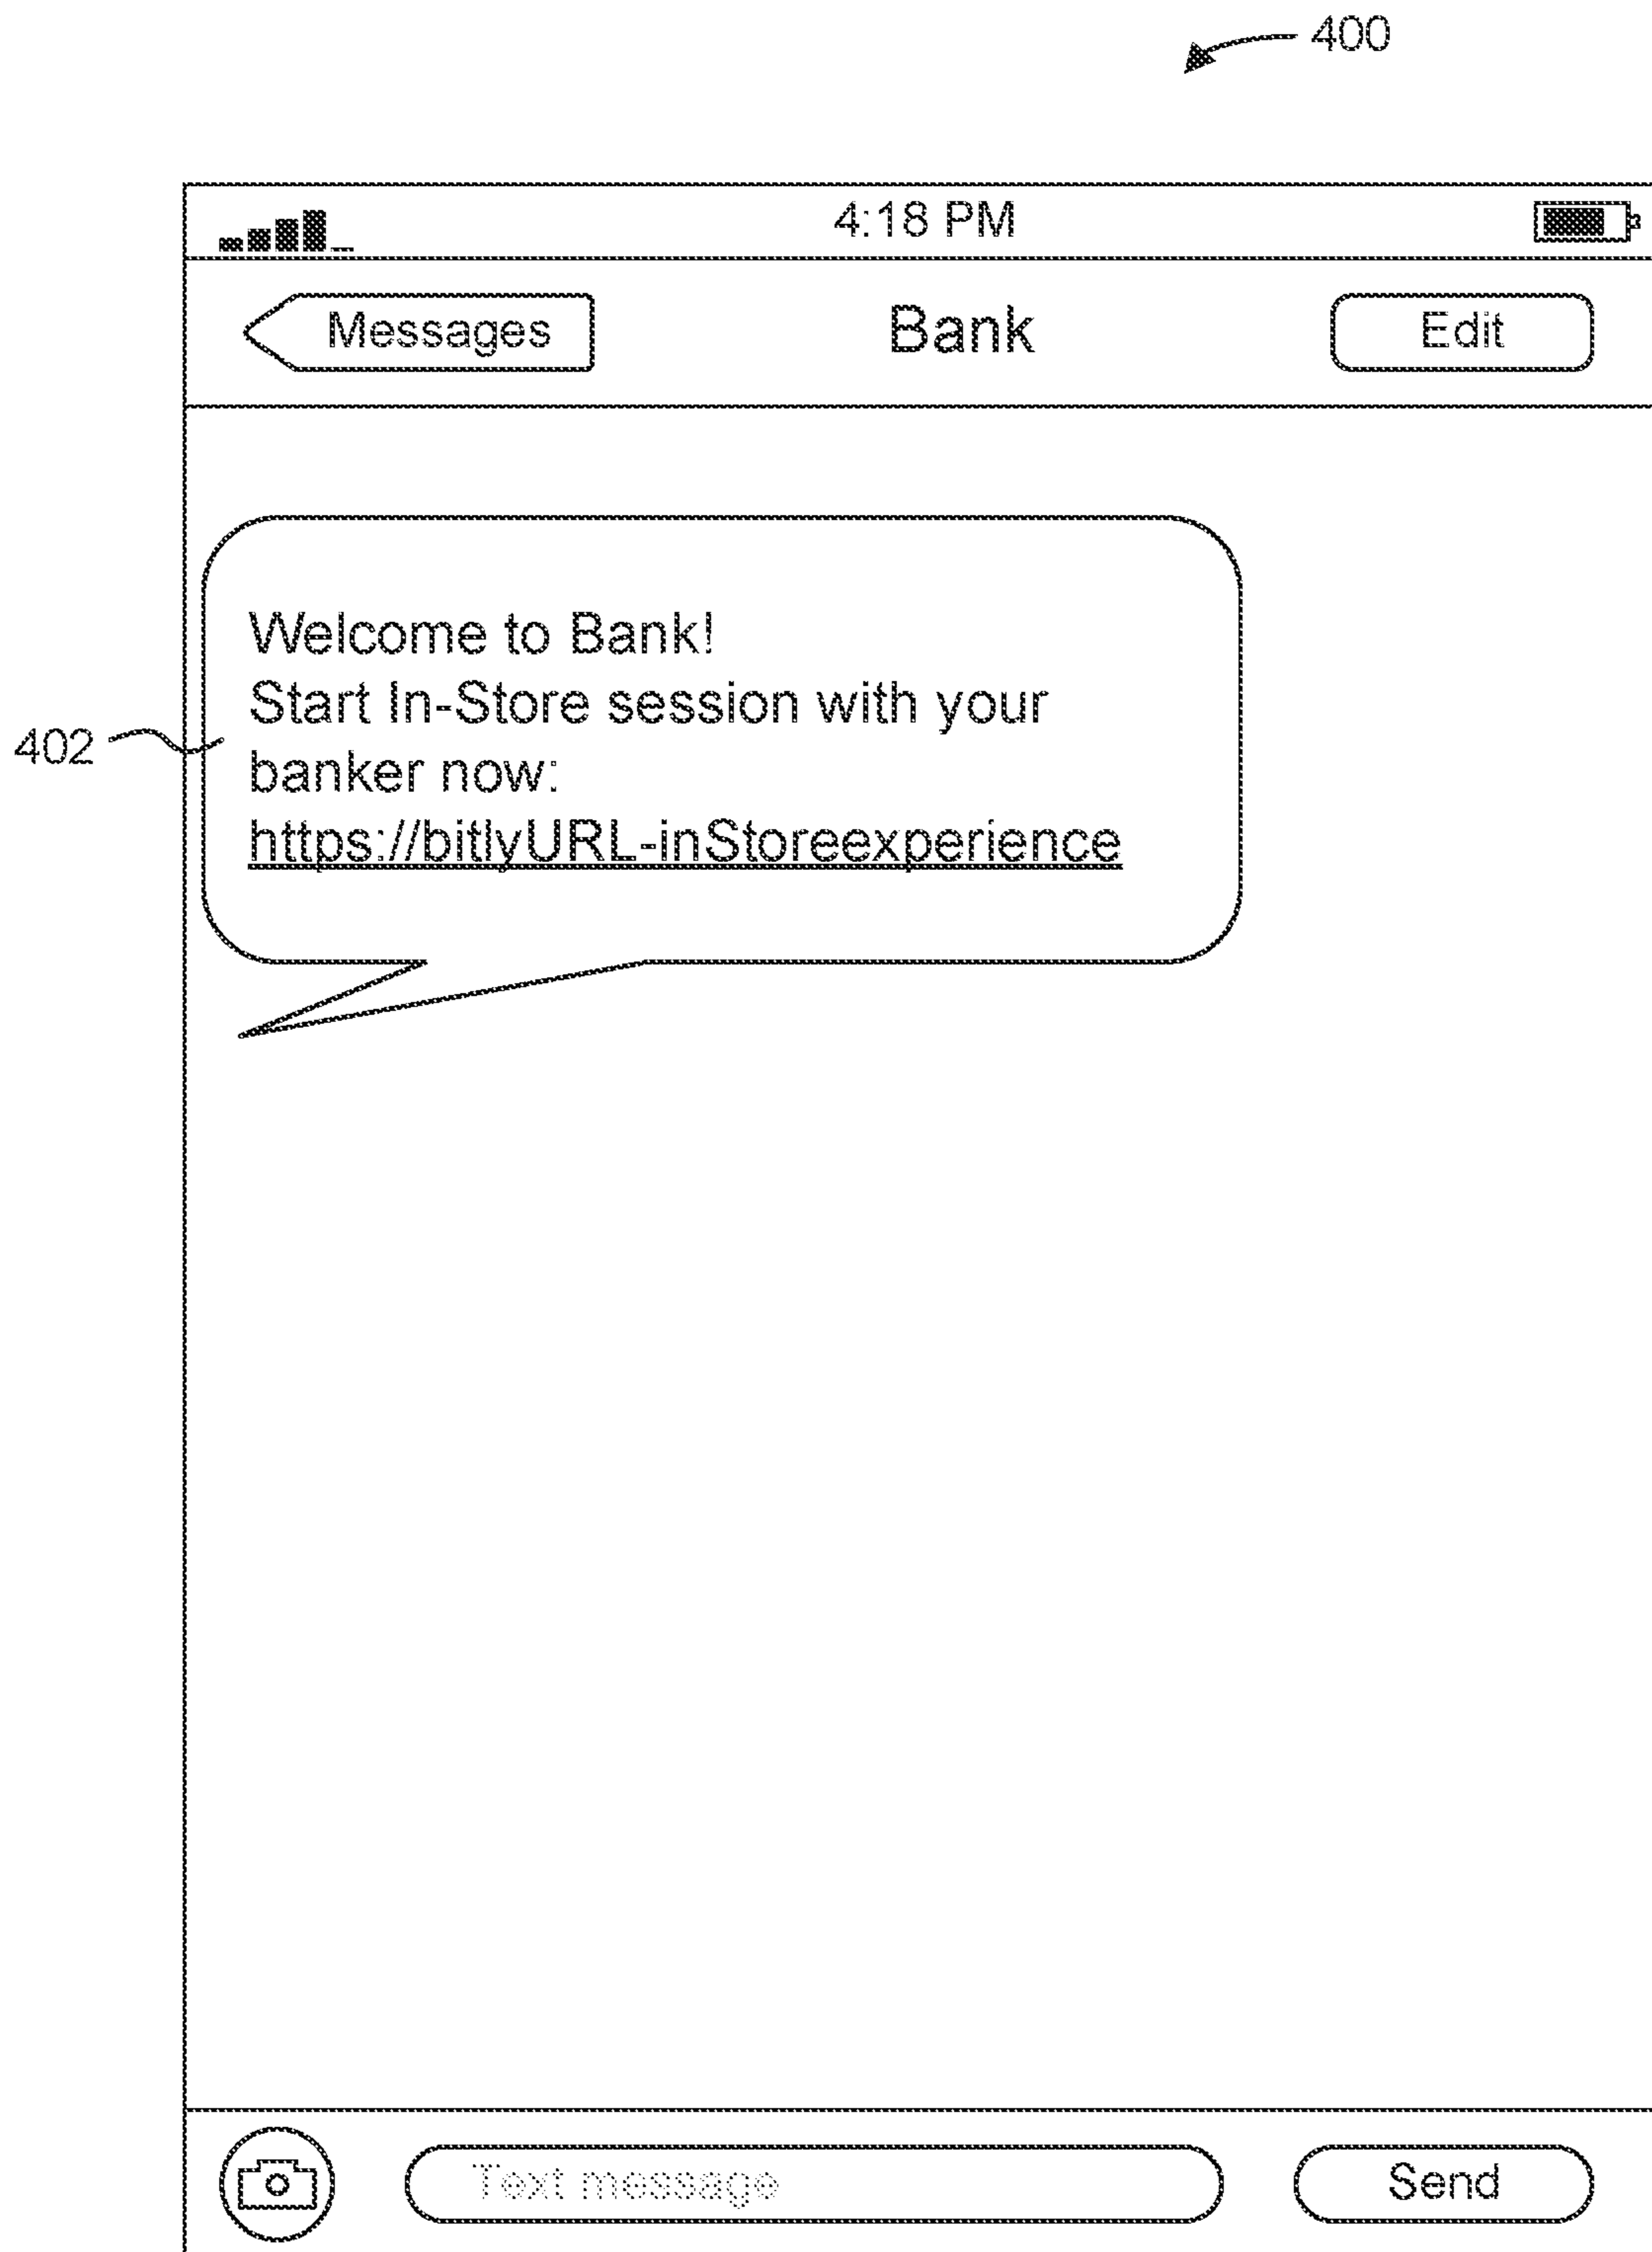 400
4:18 PM
Messages
Bank
Edit
Welcome to Bank!
Start In-Store session with your
banker now:
https://bitlyURL-inStoreexperience
402
Text message
Send